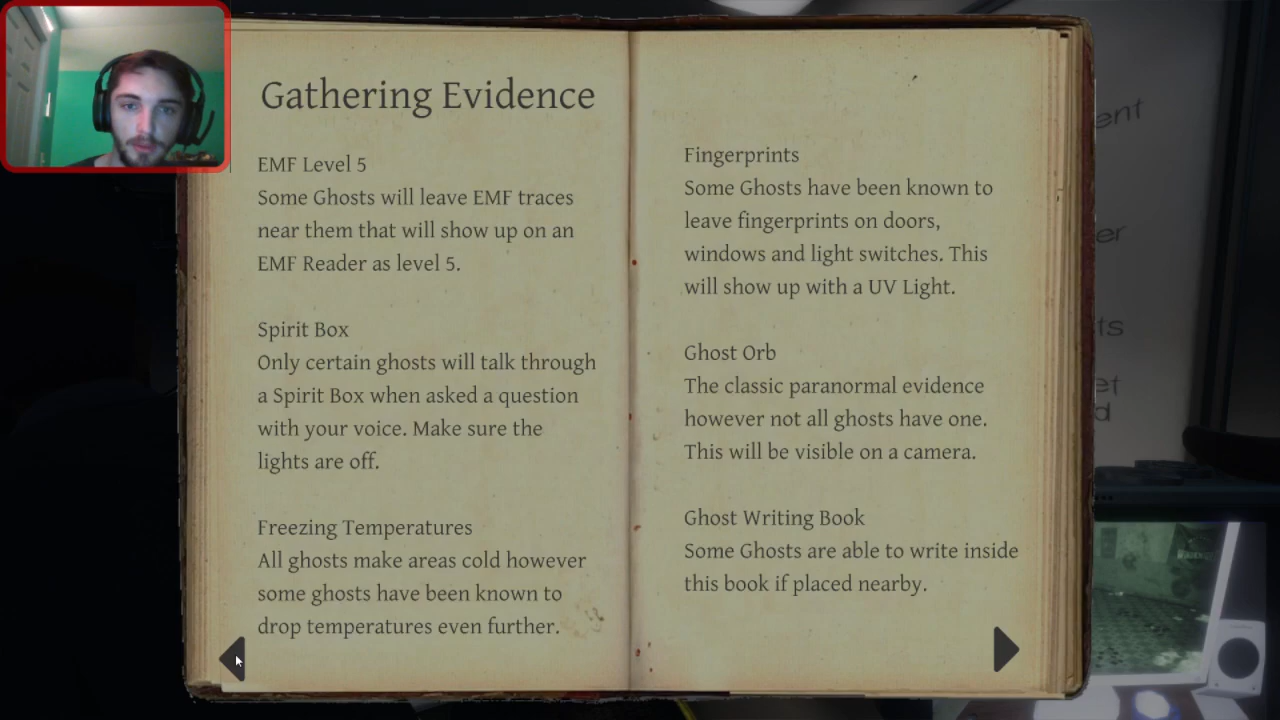 Gathering Evidence
EMF Level 5
Some Ghosts will leave EMF traces
near them that will show up on an
EMF Reader as level 5.
Spirit Box
Only certain ghosts will talk through
a Spirit Box when asked a question
with your voice. Make sure the
lights are off.
Freezing Temperatures
All ghosts make areas cold however
some ghosts have been known to
drop temperatures even further.
Fingerprints
Some Ghosts have been known to
leave fingerprints on doors,
windows and light switches. This
will show up with a UV Light.
Ghost Orb
The classic paranormal evidence
however not all ghosts have one.
This will be visible on a camera.
Ghost Writing Book
Some Ghosts are able to write inside
this book if placed nearby.